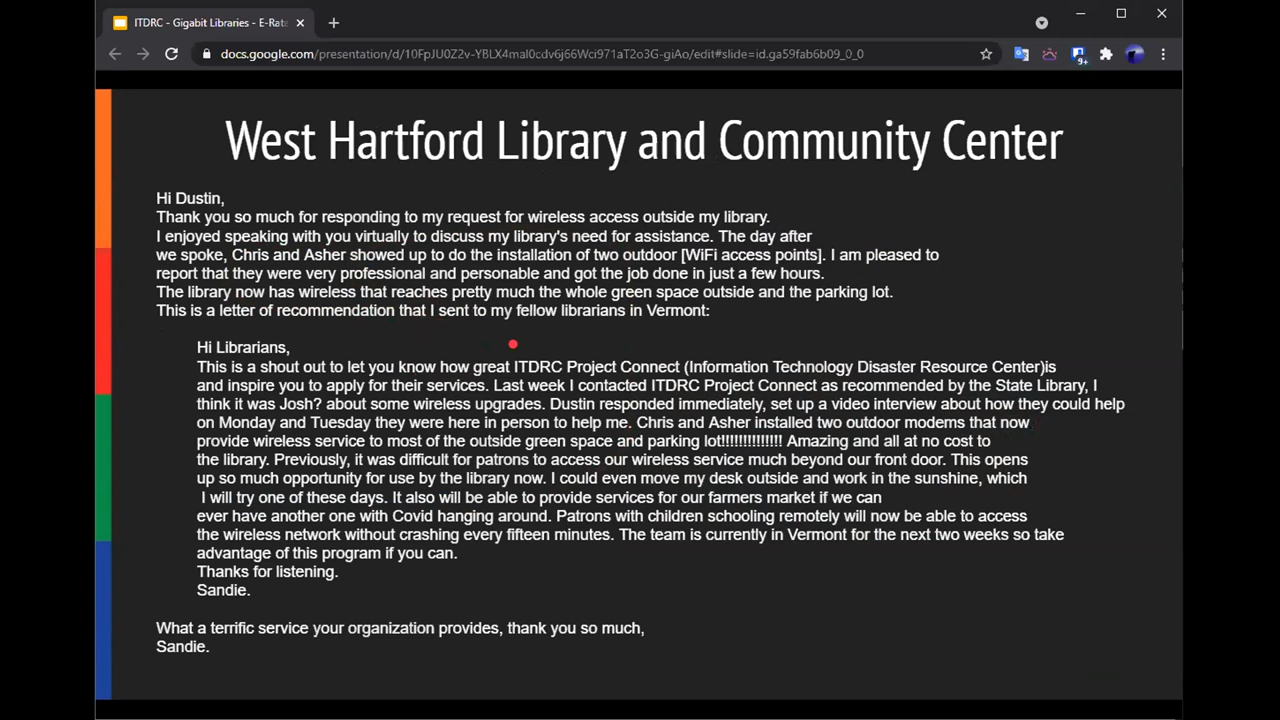 ITDRC - Gigabit Libraries - E-Rate
docs.google.com/presentation/d/10FpJU0Z2v-YBLX4mal0cdv6j66Wci971aT2o3G-giAo/edit#slide=id.ga59fab6b09_0_0
9+
West Hartford Library and Community Center
Hi Dustin,
Thank you so much for responding to my request for wireless access outside my library.
I enjoyed speaking with you virtually to discuss my library's need for assistance. The day after
we spoke, Chris and Asher showed up to do the installation of two outdoor [WiFi access points]. I am pleased to
report that they were very professional and personable and got the job done in just a few hours.
The library now has wireless that reaches pretty much the whole green space outside and the parking lot.
This is a letter of recommendation that I sent to my fellow librarians in Vermont:
Hi Librarians,
This is a shout out to let you know how great ITDRC Project Connect (Information Technology Disaster Resource Center)is
and inspire you to apply for their services. Last week I contacted ITDRC Project Connect as recommended by the State Library, I
think it was Josh? about some wireless upgrades. Dustin responded immediately, set up a video interview about how they could help
on Monday and Tuesday they were here in person to help me. Chris and Asher installed two outdoor modems that now
provide wireless service to most of the outside green space and parking lot!!!!!!!!!!!!!! Amazing and all at no cost to
the library. Previously, it was difficult for patrons to access our wireless service much beyond our front door. This opens
up so much opportunity for use by the library now. I could even move my desk outside and work in the sunshine, which
I will try one of these days. It also will be able to provide services for our farmers market if we can
ever have another one with Covid hanging around. Patrons with children schooling remotely will now be able to access
the wireless network without crashing every fifteen minutes. The team is currently in Vermont for the next two weeks so take
advantage of this program if you can.
Thanks for listening.
Sandie.
What a terrific service your organization provides, thank you so much,
Sandie.